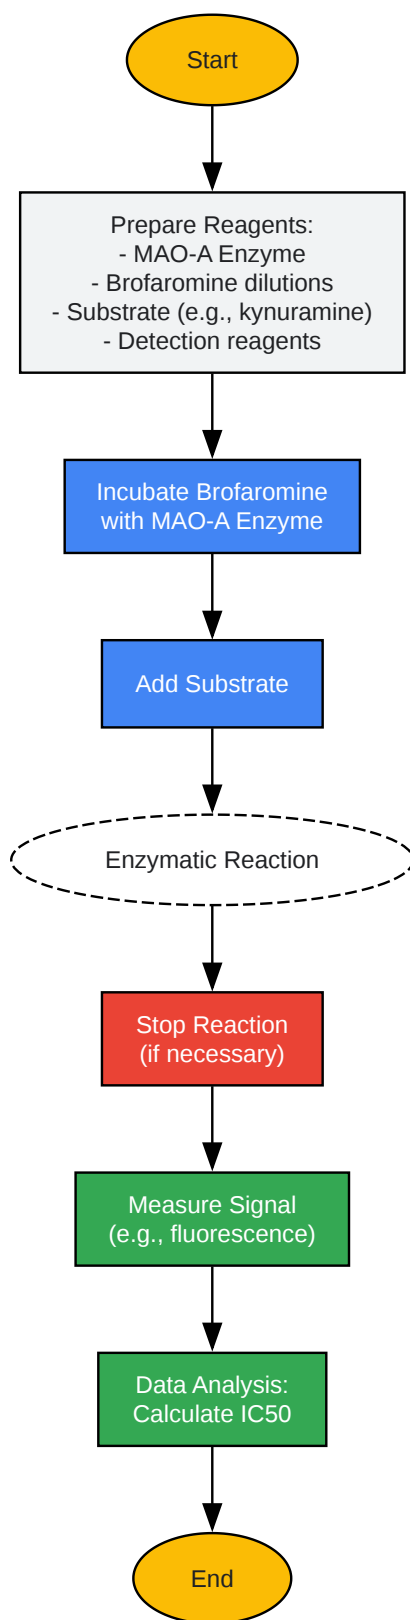 Start
Prepare Reagents:
- MAO-A Enzyme
- Brofaromine dilutions
- Substrate (e.g., kynuramine)
- Detection reagents
Incubate Brofaromine
with MAO-A Enzyme
Add Substrate
Enzymatic Reaction
Stop Reaction
(if necessary)
Measure Signal
(e.g., fluorescence)
Data Analysis:
Calculate IC50
End